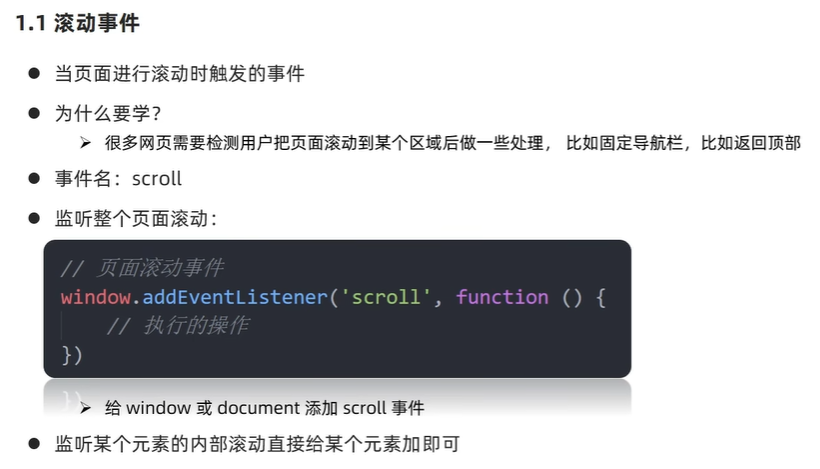 1.1 滚动事件
● 当页面进行滚动时触发的事件
● 为什么要学？
➢ 很多网页需要检测用户把页面滚动到某个区域后做一些处理， 比如固定导航栏，比如返回顶部
● 事件名：scroll
● 监听整个页面滚动：
// 页面滚动事件
window.addEventListener('scroll', function () {
// 执行的操作
})
➢ 给 window 或 document 添加 scroll 事件
● 监听某个元素的内部滚动直接给某个元素加即可